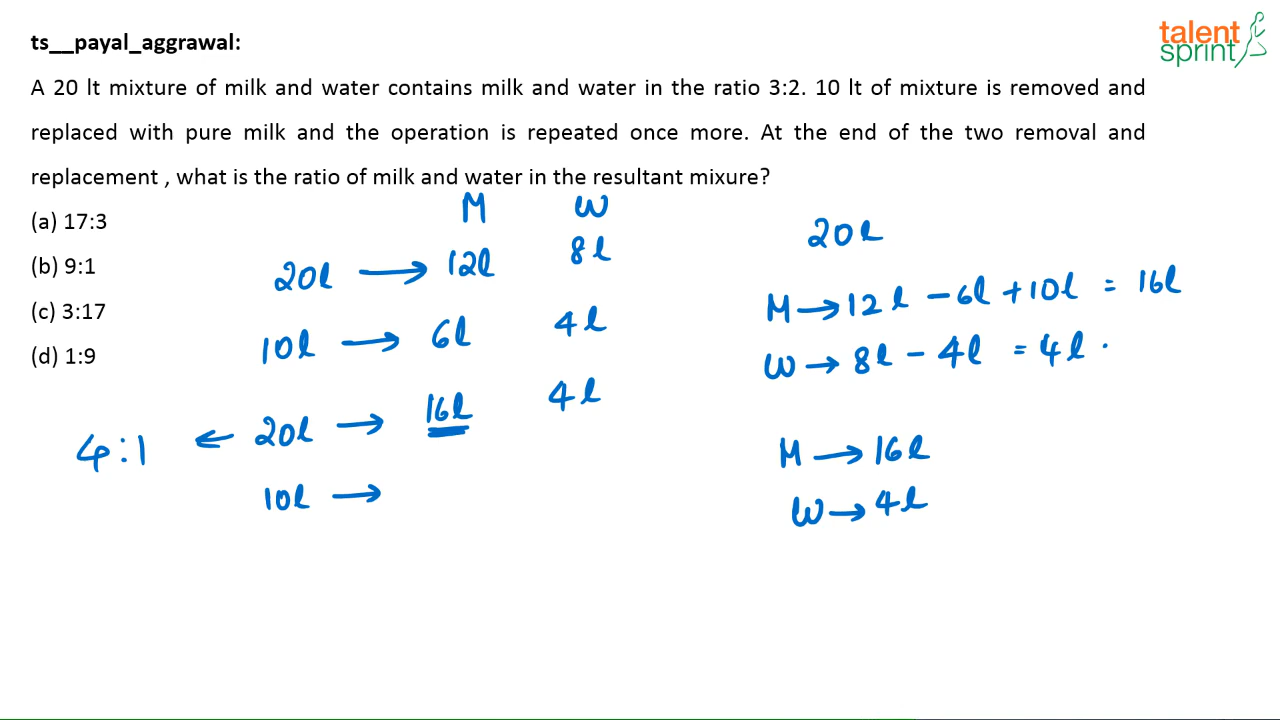 ts__payal_aggrawal:
talent
sprint
A 20 lt mixture of milk and water contains milk and water in the ratio 3:2. 10 lt of mixture is removed and
replaced with pure milk and the operation is repeated once more. At the end of the two removal and
replacement , what is the ratio of milk and water in the resultant mixure?
(a) 17:3
(b) 9:1
(c) 3:17
(d) 1:9
M W
20l → 12l 8l
10l → 6l 4l
4:1 ← 20l → 16l 4l
10l →
20l
M → 12l - 6l + 10l = 16l
W → 8l - 4l = 4l .
M → 16l
W → 4l